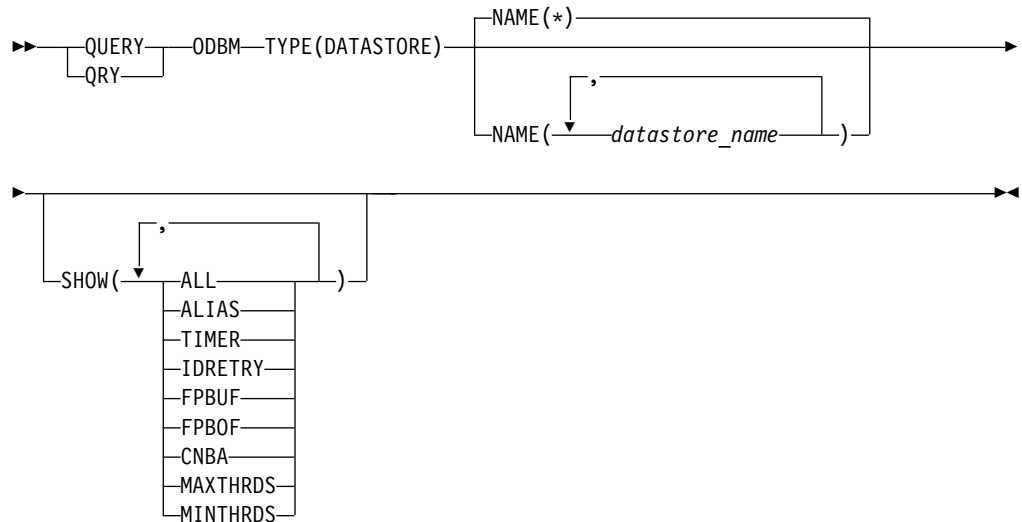 NAME(*)
QUERY ODBM TYPE(DATASTORE)
QRY
,
NAME( datastore_name )
,
SHOW( ALL )
ALIAS
TIMER
IDRETRY
FPBUF
FPBOF
CNBA
MAXTHRDS
MINTHRDS